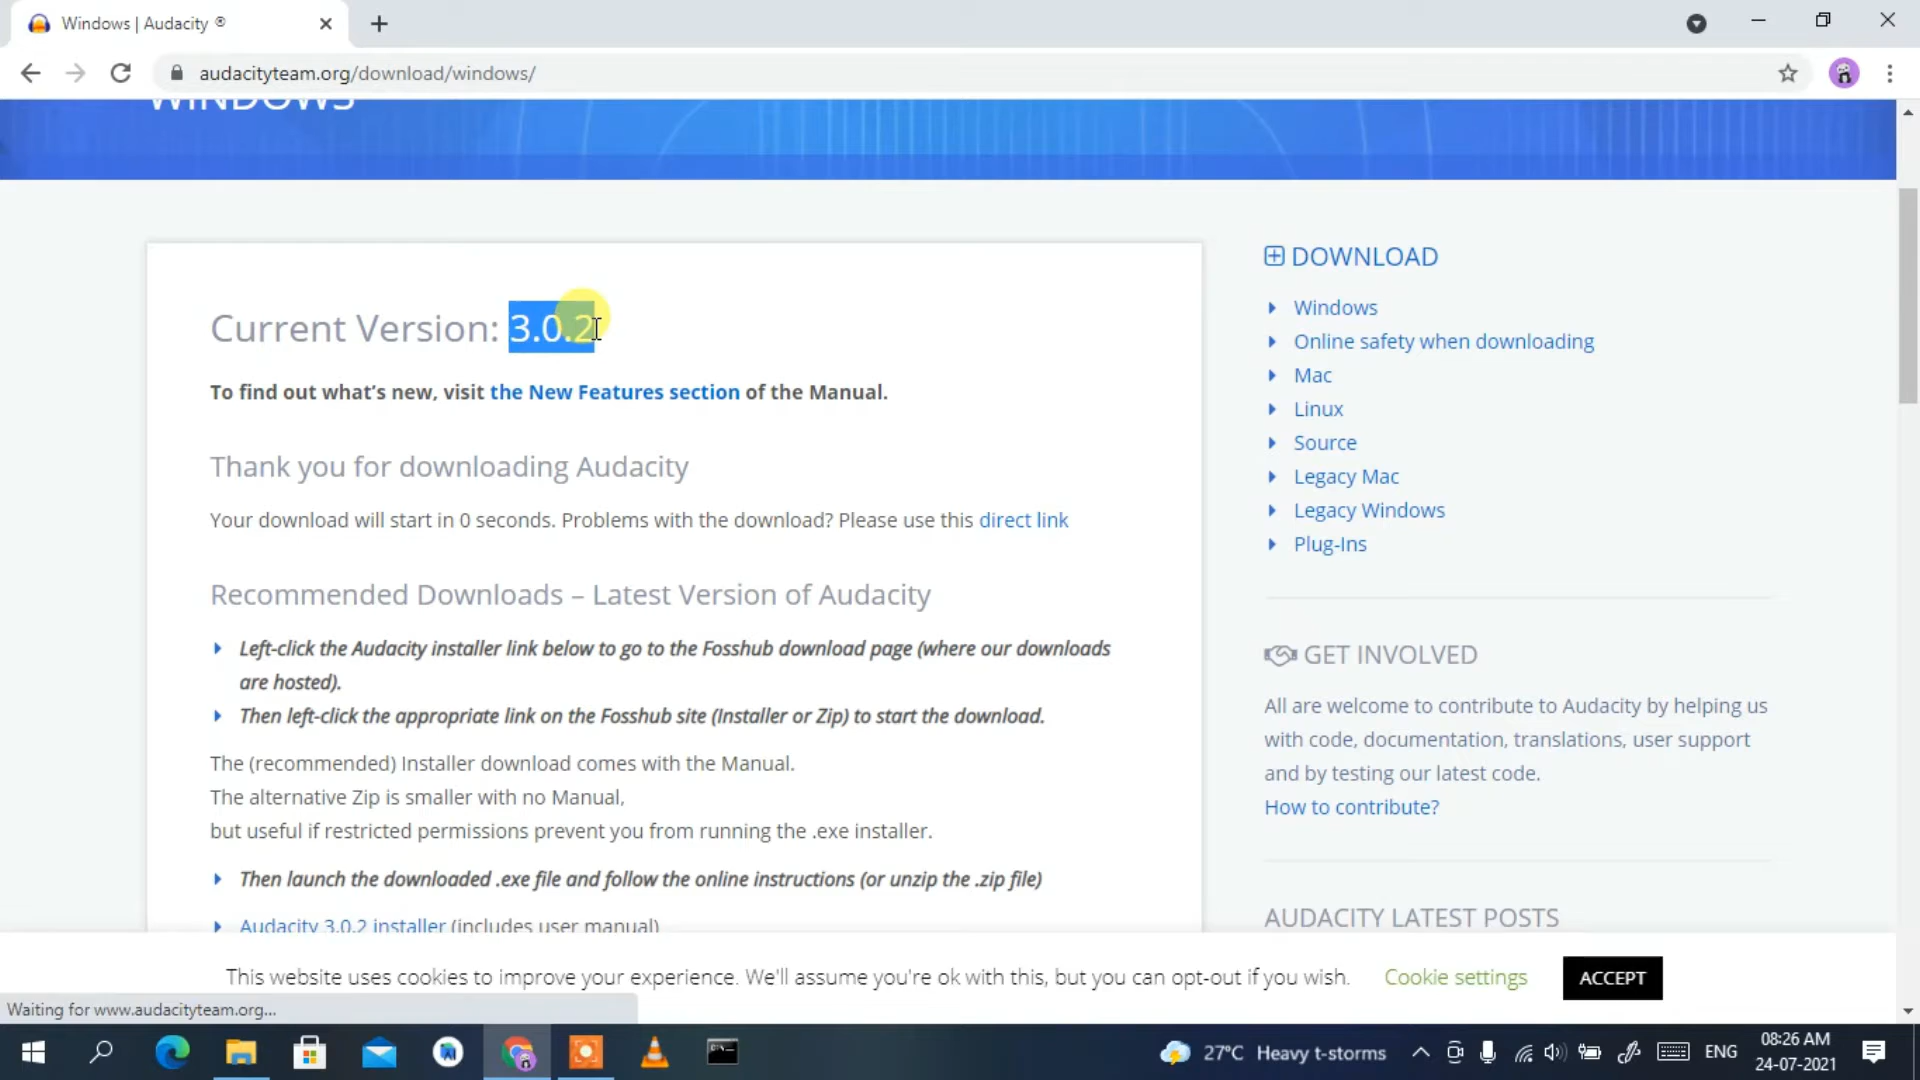 Windows | Audacity ®
audacityteam.org/download/windows/
WINDOWS
Current Version: 3.0.2
To find out what's new, visit the New Features section of the Manual.
Thank you for downloading Audacity
Your download will start in 0 seconds. Problems with the download? Please use this direct link
Recommended Downloads – Latest Version of Audacity
Left-click the Audacity installer link below to go to the Fosshub download page (where our downloads
are hosted).
Then left-click the appropriate link on the Fosshub site (Installer or Zip) to start the download.
The (recommended) Installer download comes with the Manual.
The alternative Zip is smaller with no Manual,
but useful if restricted permissions prevent you from running the .exe installer.
Then launch the downloaded .exe file and follow the online instructions (or unzip the .zip file)
Audacity 3.0.2 installer (includes user manual)
DOWNLOAD
Windows
Online safety when downloading
Mac
Linux
Source
Legacy Mac
Legacy Windows
Plug-Ins
GET INVOLVED
All are welcome to contribute to Audacity by helping us
with code, documentation, translations, user support
and by testing our latest code.
How to contribute?
AUDACITY LATEST POSTS
This website uses cookies to improve your experience. We'll assume you're ok with this, but you can opt-out if you wish.
Cookie settings
ACCEPT
Waiting for www.audacityteam.org...
27°C Heavy t-storms
ENG
08:26 AM
24-07-2021